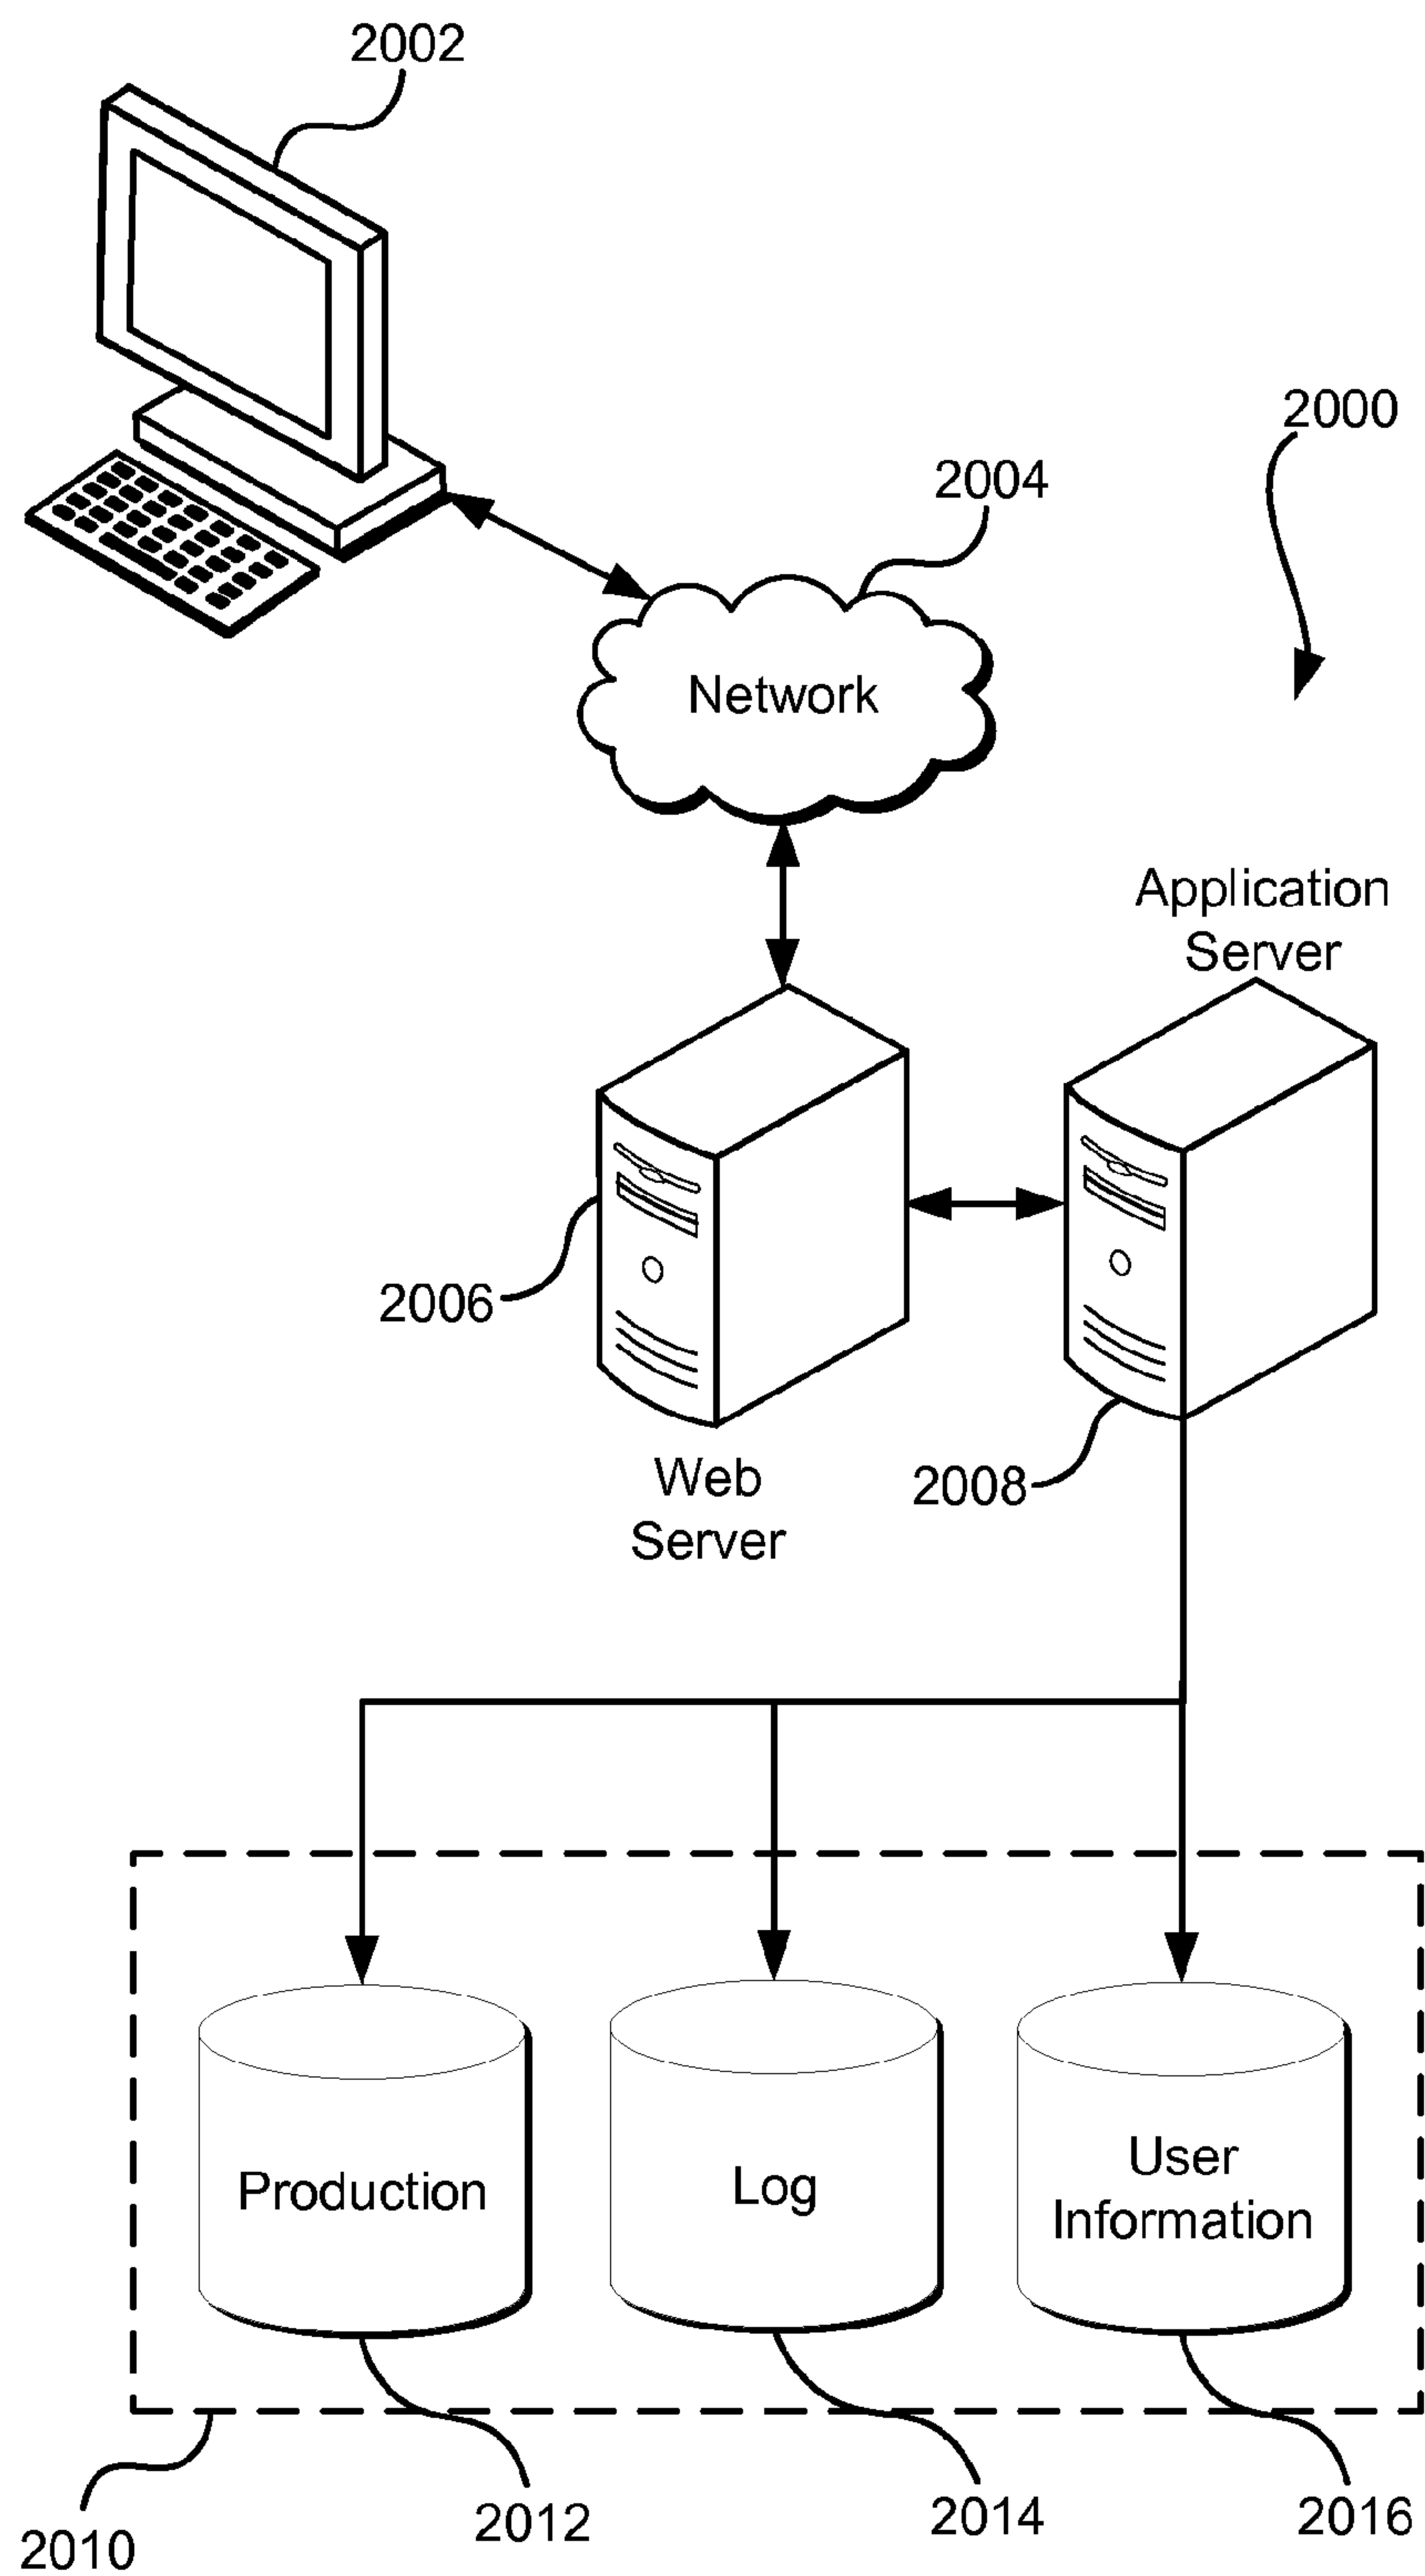 2002
2000
2004
Network
Application
Server
2006
2008
Web
Server
Production
Log
User
Information
2010
2012
2014
2016